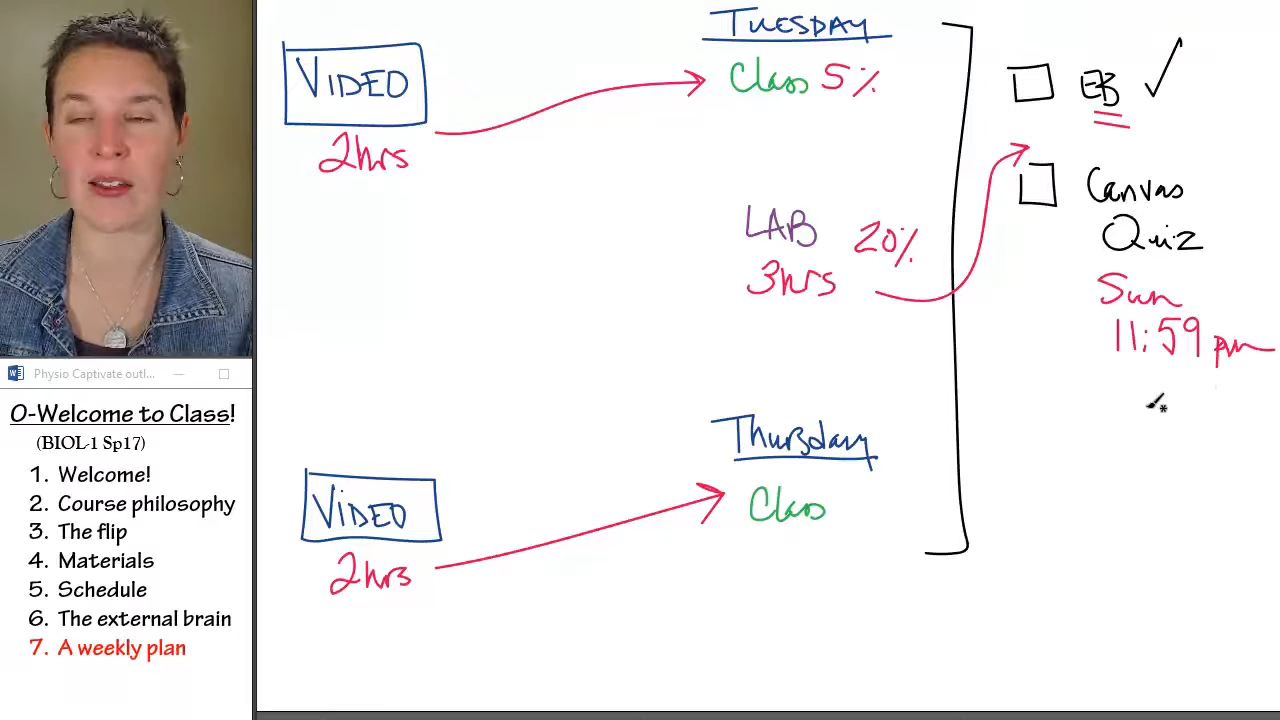 TUESDAY
VIDEO
Class 5%
2hrs
EB
LAB 20%
3hrs
Canvas
Quiz
Sun
11:59 pm
Thursday
VIDEO
Class
2hrs
Physio Captivate outl...
O-Welcome to Class!
(BIOL-1 Sp17)
1. Welcome!
2. Course philosophy
3. The flip
4. Materials
5. Schedule
6. The external brain
7. A weekly plan